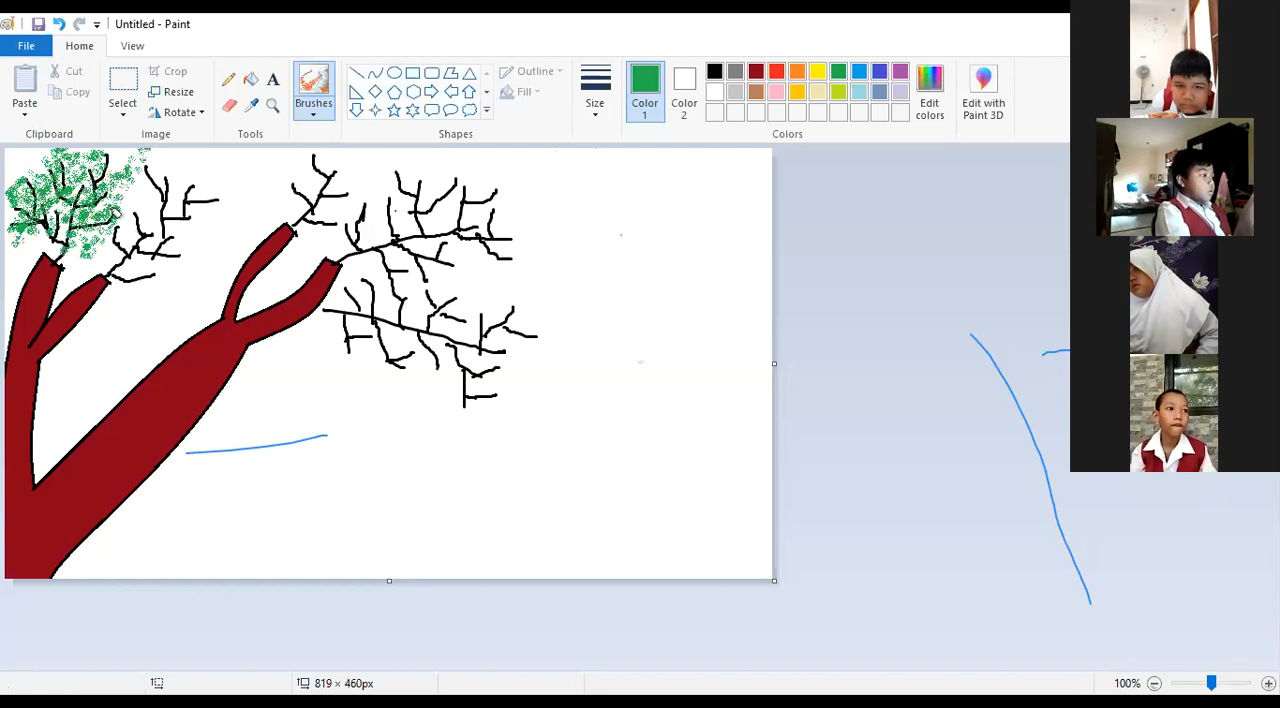 Untitled - Paint
File Home View
Paste
Cut
Copy
Clipboard
Select
Crop
Resize
Rotate
Image
A
Tools
Brushes
Shapes
Outline
Fill
Size
Color 1
Color 2
Edit colors
Edit with Paint 3D
Colors
819 × 460px
100%